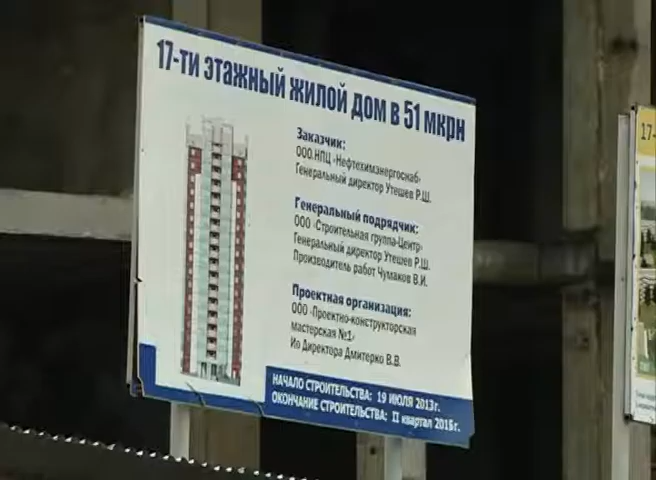 17-ти этажный жилой дом в 51 мкрн
Заказчик:
ООО.НПЦ «Нефтехимэнергоснаб»
Генеральный директор Утешев Р.Ш.
Генеральный подрядчик:
ООО «Строительная группа-Центр»
Генеральный директор Утешев Р.Ш.
Производитель работ Чумаков В.И.
Проектная организация:
ООО «Проектно-конструкторская
мастерская №1»
Ио Директора Дмитерко В.В.
НАЧАЛО СТРОИТЕЛЬСТВА: 19 ИЮЛЯ 2013г.
ОКОНЧАНИЕ СТРОИТЕЛЬСТВА: II квартал 2016г.
17-